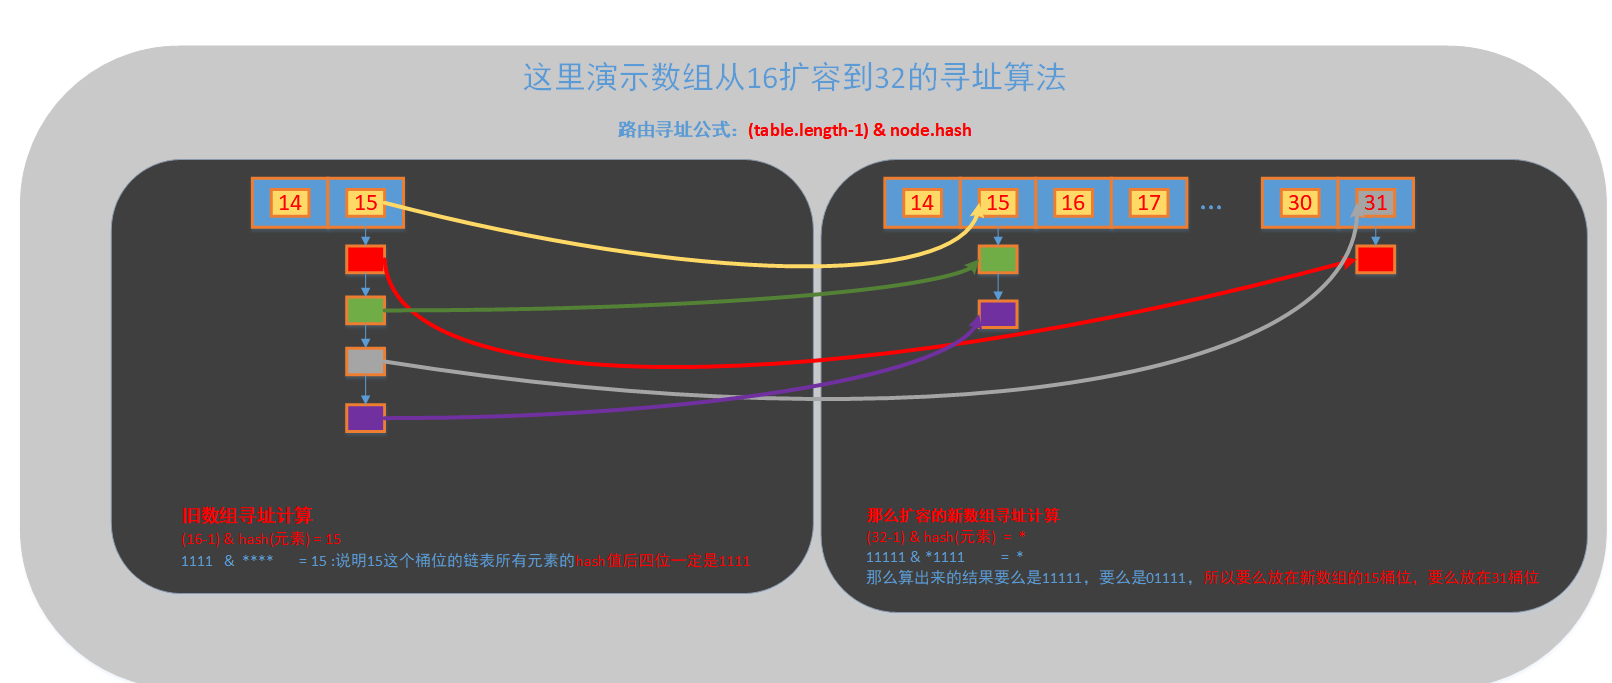 这里演示数组从16扩容到32的寻址算法
路由寻址公式：(table.length-1) & node.hash
14 15
14 15 16 17 ... 30 31
旧数组寻址计算
(16-1) & hash(元素) = 15
1111 & **** = 15 :说明15这个桶位的链表所有元素的hash值后四位一定是1111
那么扩容的新数组寻址计算
(32-1) & hash(元素) = *
11111 & *1111 = *
那么算出来的结果要么是11111，要么是01111，所以要么放在新数组的15桶位，要么放在31桶位